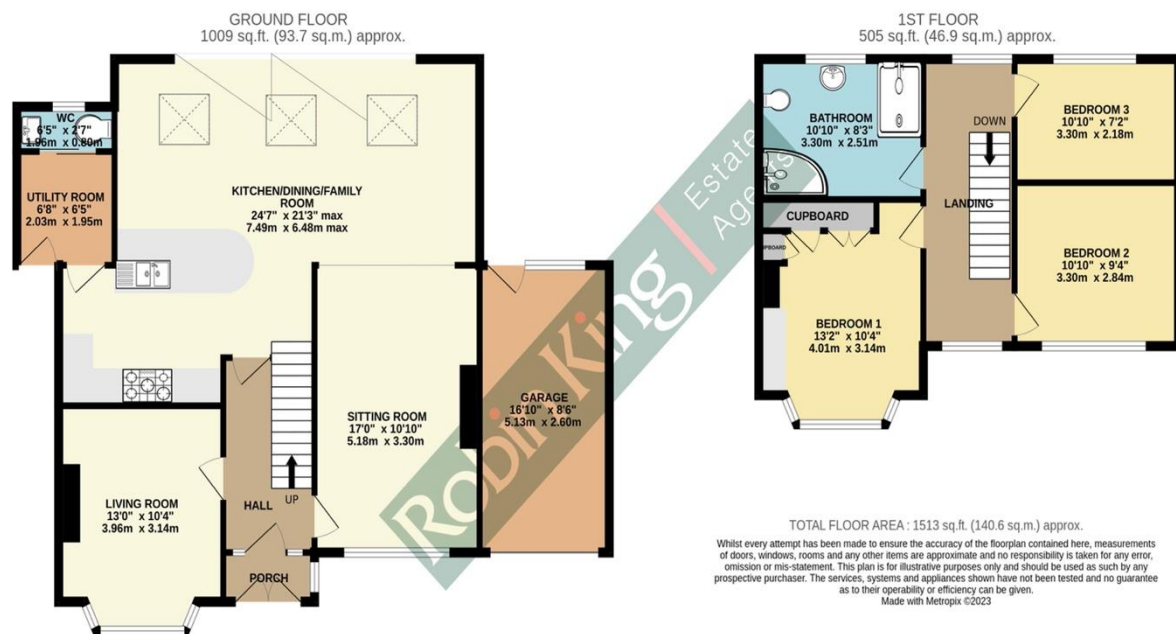 GROUND FLOOR
1009 sq.ft. (93.7 sq.m.) approx.
WC
6'5" x 2'7"
1.96m x 0.80m
UTILITY ROOM
6'8" x 6'5"
2.03m x 1.95m
KITCHEN/DINING/FAMILY
ROOM
24'7" x 21'3" max
7.49m x 6.48m max
SITTING ROOM
17'0" x 10'10"
5.18m x 3.30m
GARAGE
16'10" x 8'6"
5.13m x 2.60m
LIVING ROOM
13'0" x 10'4"
3.96m x 3.14m
HALL
UP
PORCH
Robin King
Estate
Agents
1ST FLOOR
505 sq.ft. (46.9 sq.m.) approx.
BATHROOM
10'10" x 8'3"
3.30m x 2.51m
DOWN
BEDROOM 3
10'10" x 7'2"
3.30m x 2.18m
CUPBOARD
CUPBOARD
LANDING
BEDROOM 2
10'10" x 9'4"
3.30m x 2.84m
BEDROOM 1
13'2" x 10'4"
4.01m x 3.14m
TOTAL FLOOR AREA : 1513 sq.ft. (140.6 sq.m.) approx.
Whilst every attempt has been made to ensure the accuracy of the floorplan contained here, measurements
of doors, windows, rooms and any other items are approximate and no responsibility is taken for any error,
omission or mis-statement. This plan is for illustrative purposes only and should be used as such by any
prospective purchaser. The services, systems and appliances shown have not been tested and no guarantee
as to their operability or efficiency can be given.
Made with Metropix ©2023